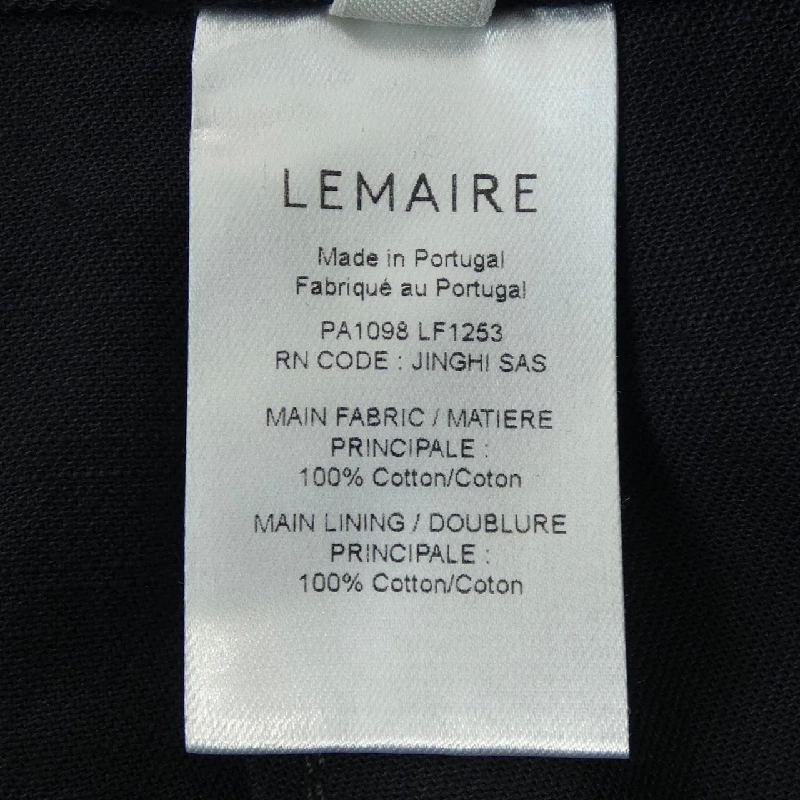 LEMAIRE
Made in Portugal
Fabriqué au Portugal
PA1098 LF1253
RN CODE : JINGHI SAS
MAIN FABRIC / MATIERE
PRINCIPALE :
100% Cotton/Coton
MAIN LINING / DOUBLURE
PRINCIPALE :
100% Cotton/Coton